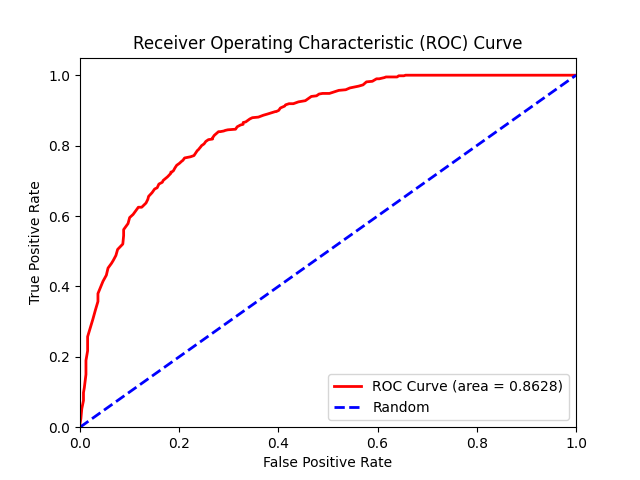 Receiver Operating Characteristic (ROC) Curve
True Positive Rate
1.0
0.8
0.6
0.4
0.2
0.0
ROC Curve (area = 0.8628)
Random
0.0 0.2 0.4 0.6 0.8 1.0
False Positive Rate